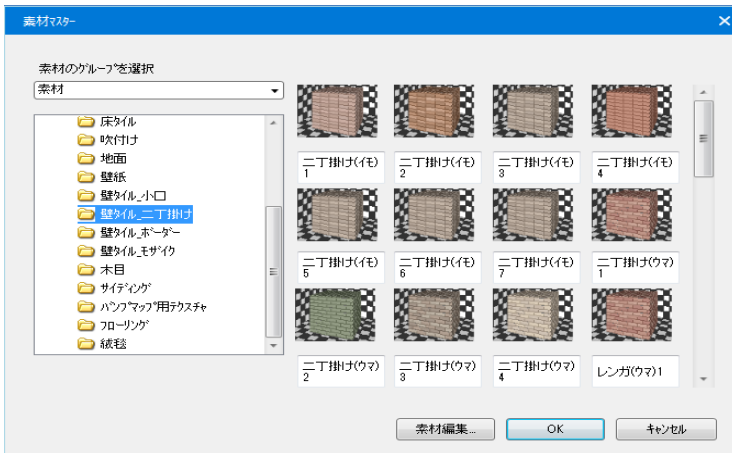 素材マスター
素材のグループを選択
素材
床タイル
吹付け
地面
壁紙
壁タイル_小口
壁タイル_二丁掛け
壁タイル_ボーダー
壁タイル_モザイク
木目
サイディング
バンプマップ用テクスチャ
フローリング
絨毯
二丁掛け(イモ)
1
二丁掛け(イモ)
2
二丁掛け(イモ)
3
二丁掛け(イモ)
4
二丁掛け(イモ)
5
二丁掛け(イモ)
6
二丁掛け(イモ)
7
二丁掛け(ウマ)
1
二丁掛け(ウマ)
2
二丁掛け(ウマ)
3
二丁掛け(ウマ)
4
レンガ(ウマ)1
素材編集...
OK
キャンセル